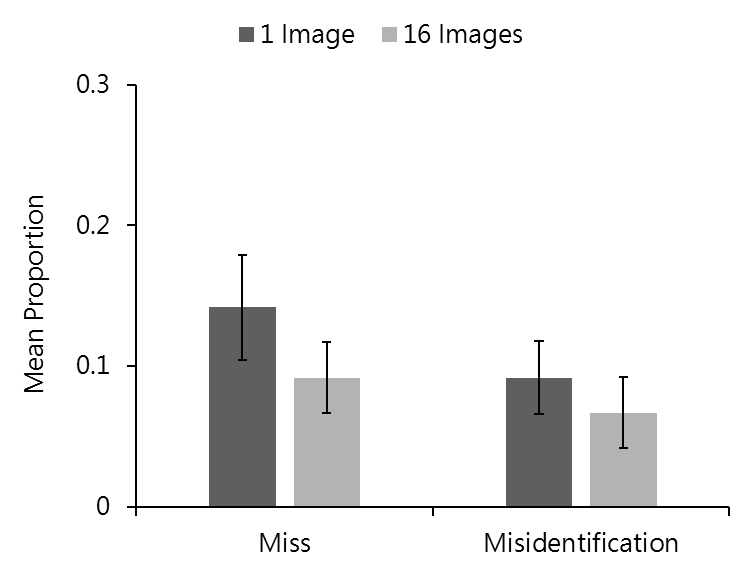 1 Image 16 Images
0.3
0.2
0.1
0
Mean Proportion
Miss Misidentification